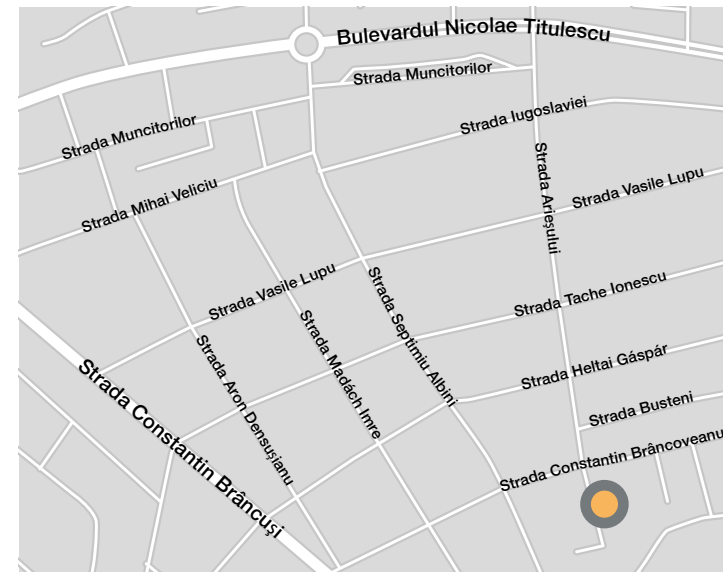 Bulevardul Nicolae Titulescu
Strada Muncitorilor
Strada Iugoslaviei
Strada Muncitorilor
Strada Arieșului
Strada Vasile Lupu
Strada Mihai Veliciu
Strada Vasile Lupu
Strada Septimiu Albini
Strada Tache Ionescu
Strada Madách Imre
Strada Aron Densușianu
Strada Heltai Gáspár
Strada Constantin Brâncuși
Strada Busteni
Strada Constantin Brâncoveanu